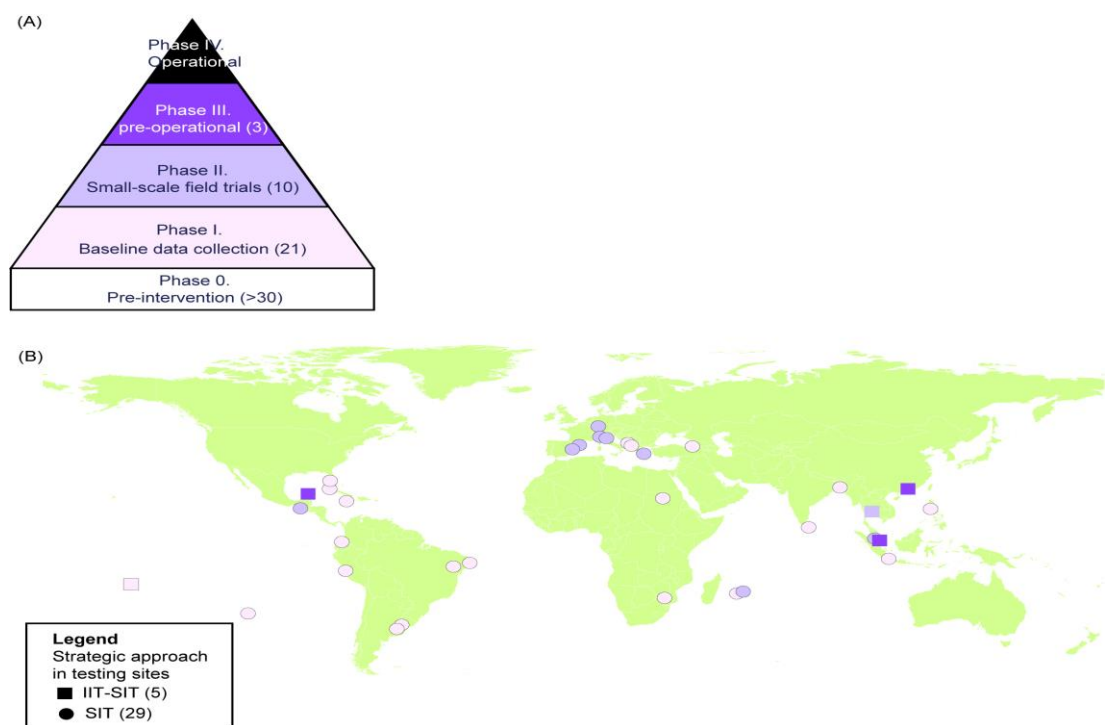 (A)
Phase IV.
Operational
Phase III.
pre-operational (3)
Phase II.
Small-scale field trials (10)
Phase I.
Baseline data collection (21)
Phase 0.
Pre-intervention (>30)
(B)
Legend
Strategic approach
in testing sites
IIT-SIT (5)
SIT (29)